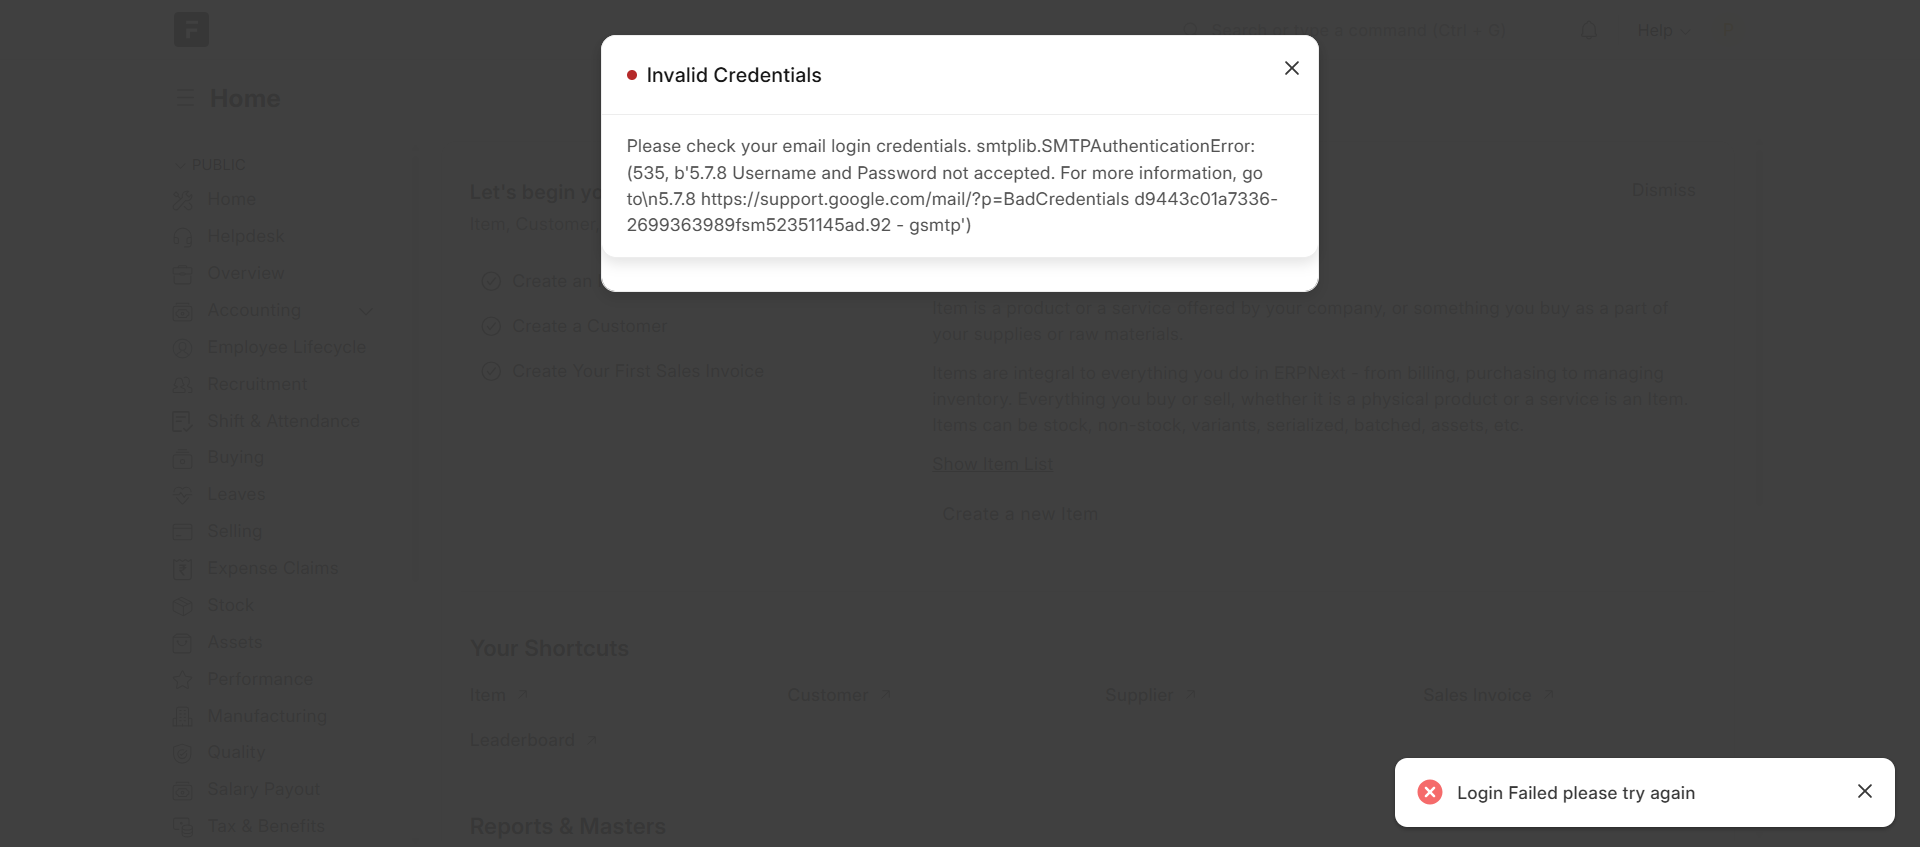 Search or type a command (Ctrl + G)
Help
Invalid Credentials
Home
Please check your email login credentials. smtplib.SMTPAuthenticationError:
(535, b'5.7.8 Username and Password not accepted. For more information, go
to\n5.7.8 https://support.google.com/mail/?p=BadCredentials d9443c01a7336-
2699363989fsm52351145ad.92 - gsmtp')
PUBLIC
Home
Helpdesk
Overview
Accounting
Employee Lifecycle
Recruitment
Shift & Attendance
Buying
Leaves
Selling
Expense Claims
Stock
Assets
Performance
Manufacturing
Quality
Salary Payout
Tax & Benefits
Let's begin
Dismiss
Item, Customer,
Create an
Create a Customer
Create Your First Sales Invoice
Item is a product or a service offered by your company, or something you buy as a part of
your supplies or raw materials.
Items are integral to everything you do in ERPNext - from billing, purchasing to managing
inventory. Everything you buy or sell, whether it is a physical product or a service is an Item.
Items can be stock, non-stock, variants, serialized, batched, assets, etc.
Show Item List
Create a new Item
Your Shortcuts
Item
Customer
Supplier
Sales Invoice
Leaderboard
Reports & Masters
Login Failed please try again